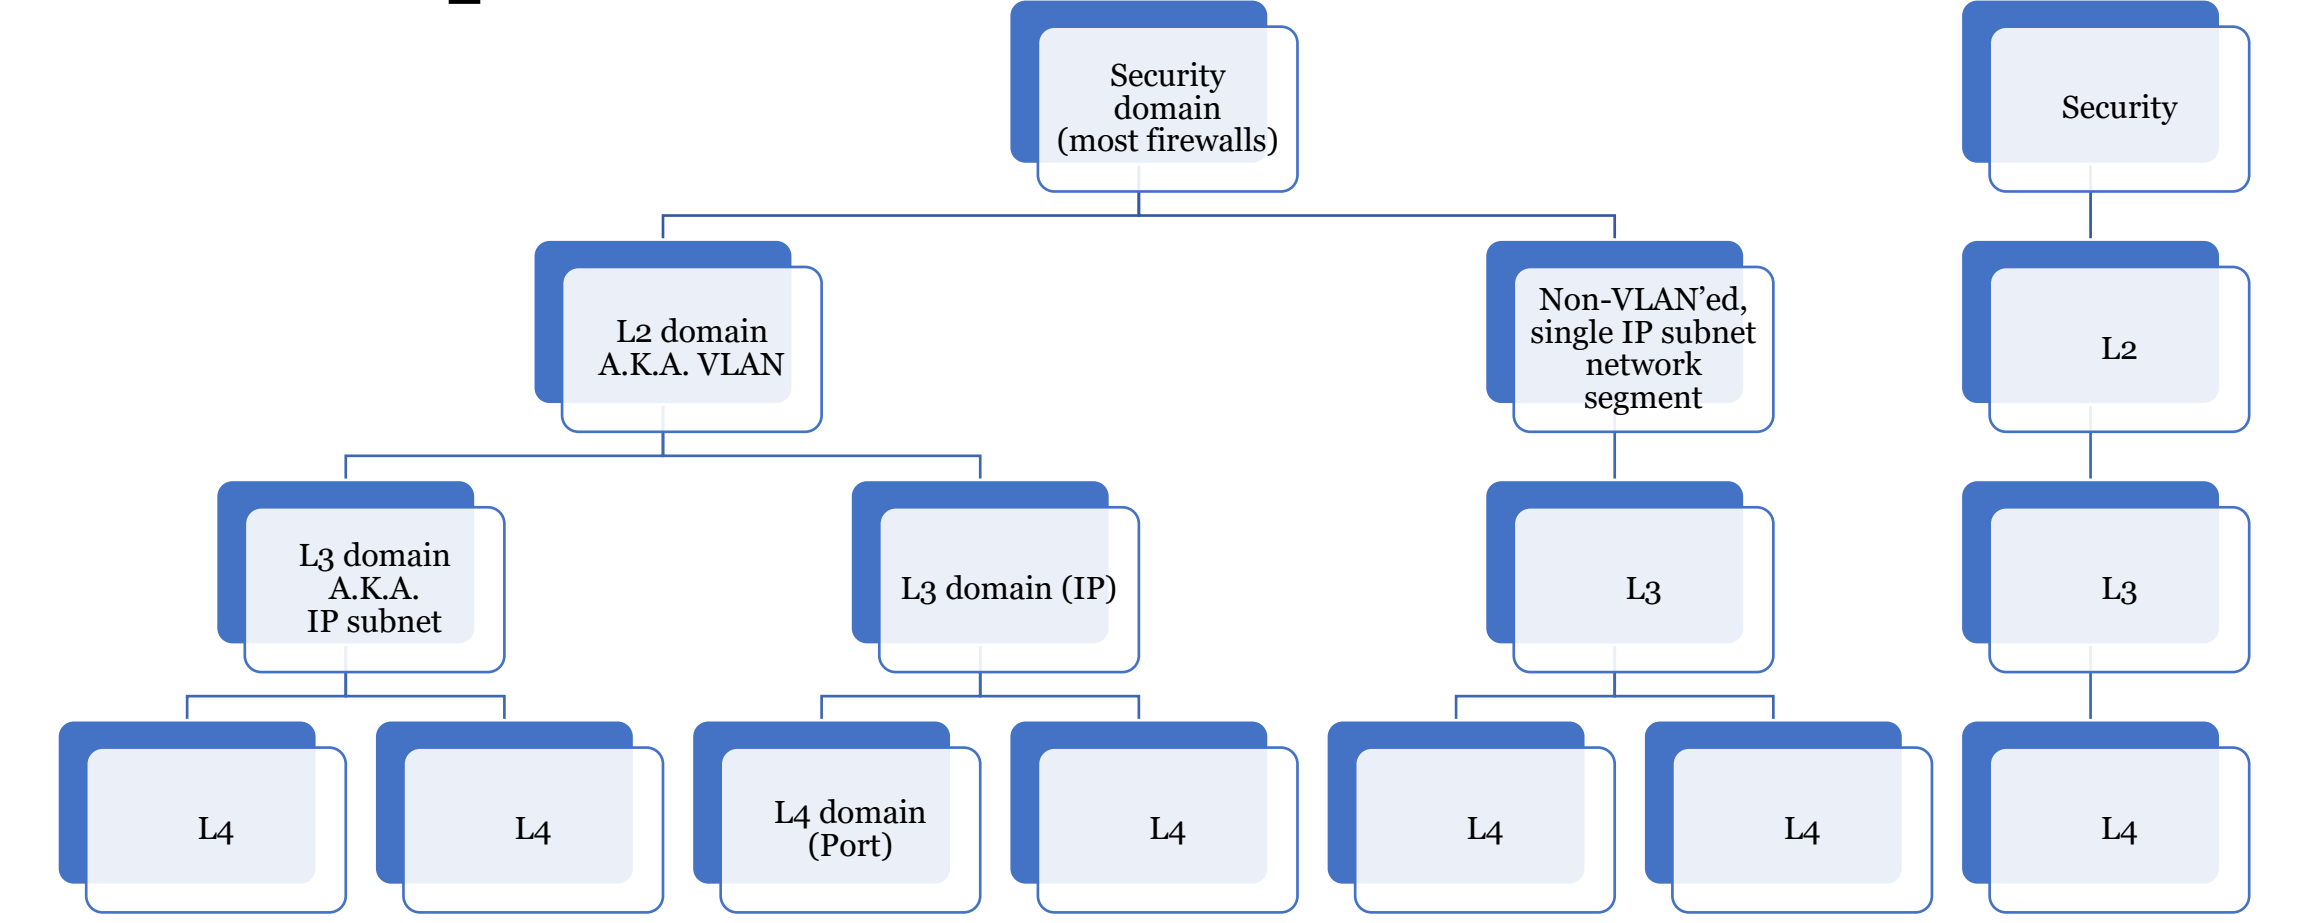 Security
domain
(most firewalls)
Security
L2 domain
A.K.A. VLAN
Non-VLAN’ed,
single IP subnet
network
segment
L2
L3 domain
A.K.A.
IP subnet
L3 domain (IP)
L3
L3
L4
L4
L4 domain
(Port)
L4
L4
L4
L4